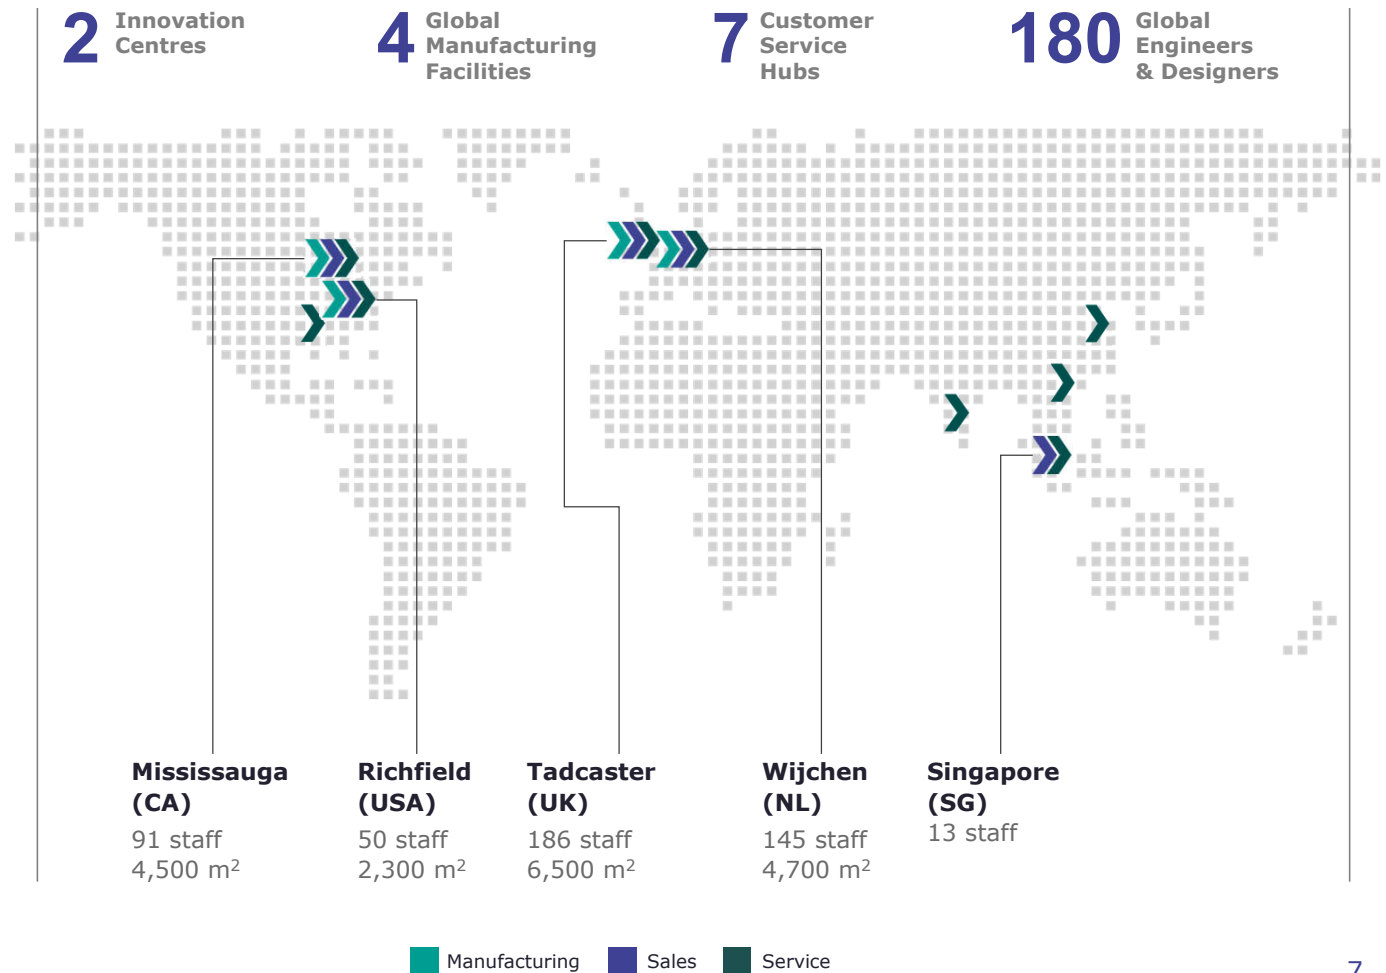 2 Innovation
Centres
4 Global
Manufacturing
Facilities
7 Customer
Service
Hubs
180 Global
Engineers
& Designers
Mississauga
(CA)
91 staff
4,500 m²
Richfield
(USA)
50 staff
2,300 m²
Tadcaster
(UK)
186 staff
6,500 m²
Wijchen
(NL)
145 staff
4,700 m²
Singapore
(SG)
13 staff
Manufacturing
Sales
Service
7